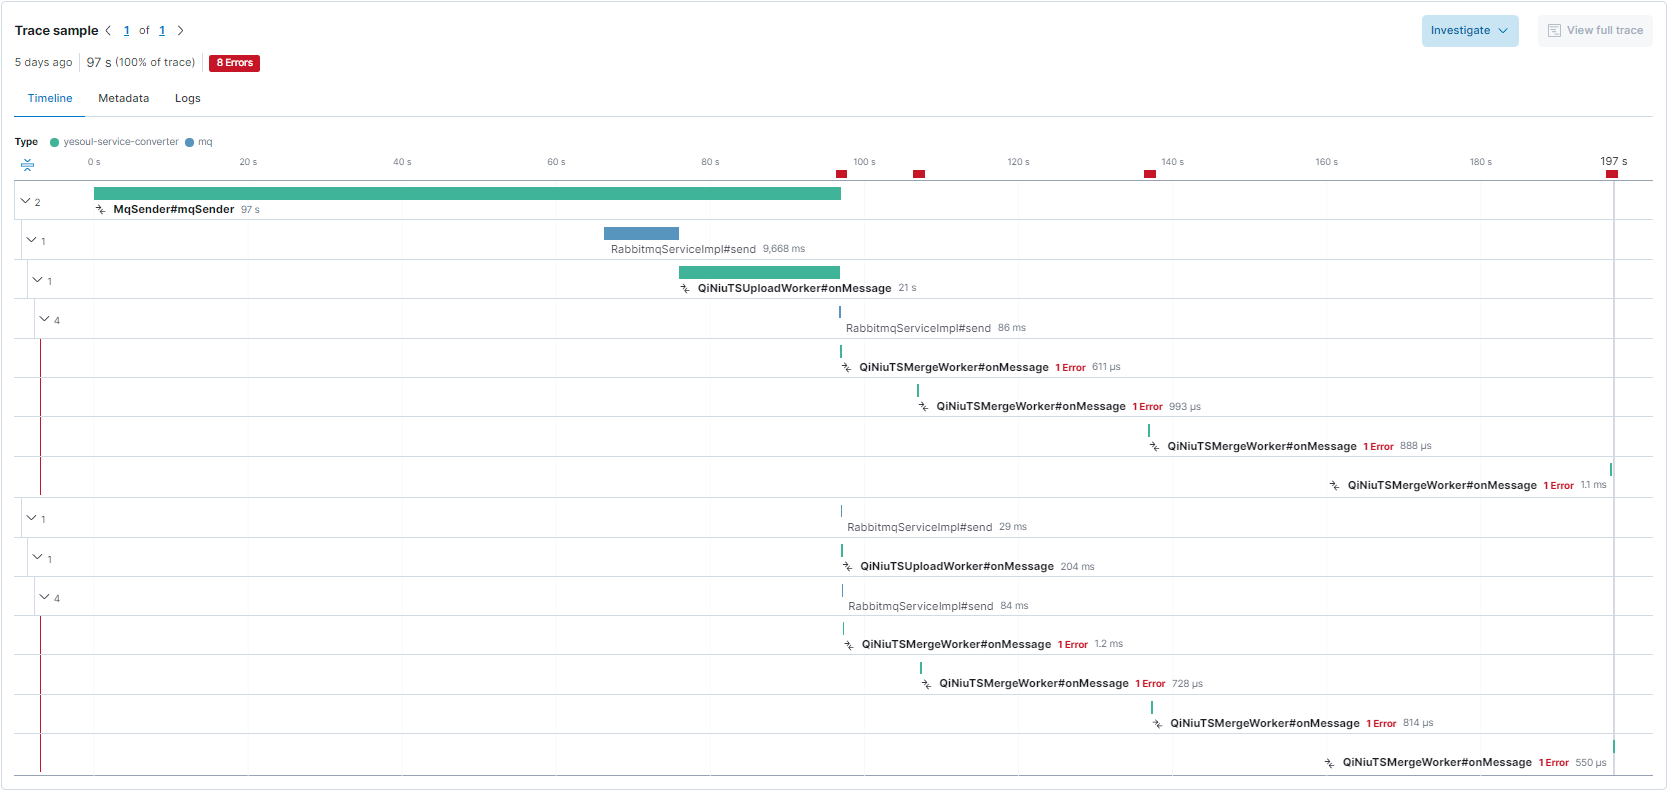 Trace sample 1 of 1 Investigate View full trace
5 days ago 97 s (100% of trace) 8 Errors
Timeline Metadata Logs
Type yesoul-service-converter mq
0 s 20 s 40 s 60 s 80 s 100 s 120 s 140 s 160 s 180 s 197 s
2
MqSender#mqSender 97 s
1
RabbitmqServiceImpl#send 9,668 ms
1
QiNiuTSUploadWorker#onMessage 21 s
4
RabbitmqServiceImpl#send 86 ms
QiNiuTSMergeWorker#onMessage 1 Error 611 μs
QiNiuTSMergeWorker#onMessage 1 Error 993 μs
QiNiuTSMergeWorker#onMessage 1 Error 888 μs
QiNiuTSMergeWorker#onMessage 1 Error 1.1 ms
1
RabbitmqServiceImpl#send 29 ms
1
QiNiuTSUploadWorker#onMessage 204 ms
4
RabbitmqServiceImpl#send 84 ms
QiNiuTSMergeWorker#onMessage 1 Error 1.2 ms
QiNiuTSMergeWorker#onMessage 1 Error 728 μs
QiNiuTSMergeWorker#onMessage 1 Error 814 μs
QiNiuTSMergeWorker#onMessage 1 Error 550 μs